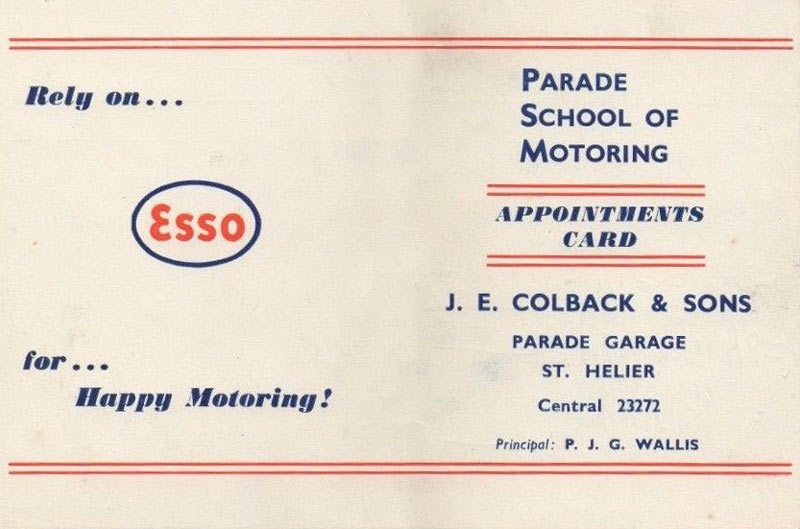 Rely on...
Esso
for...
Happy Motoring!
PARADE
SCHOOL OF
MOTORING
APPOINTMENTS
CARD
J. E. COLBACK & SONS
PARADE GARAGE
ST. HELIER
Central 23272
Principal: P. J. G. WALLIS